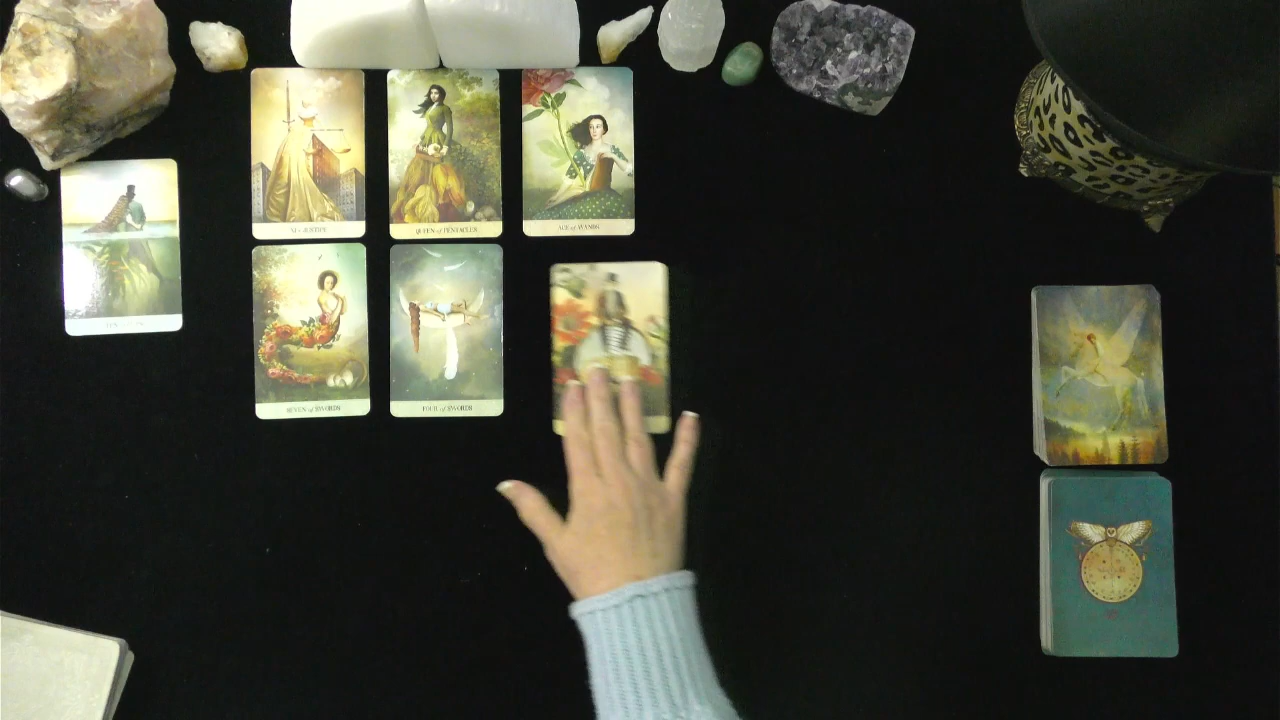 XI • JUSTICE
QUEEN of PENTACLES
ACE of WANDS
SEVEN of SWORDS
FOUR of SWORDS